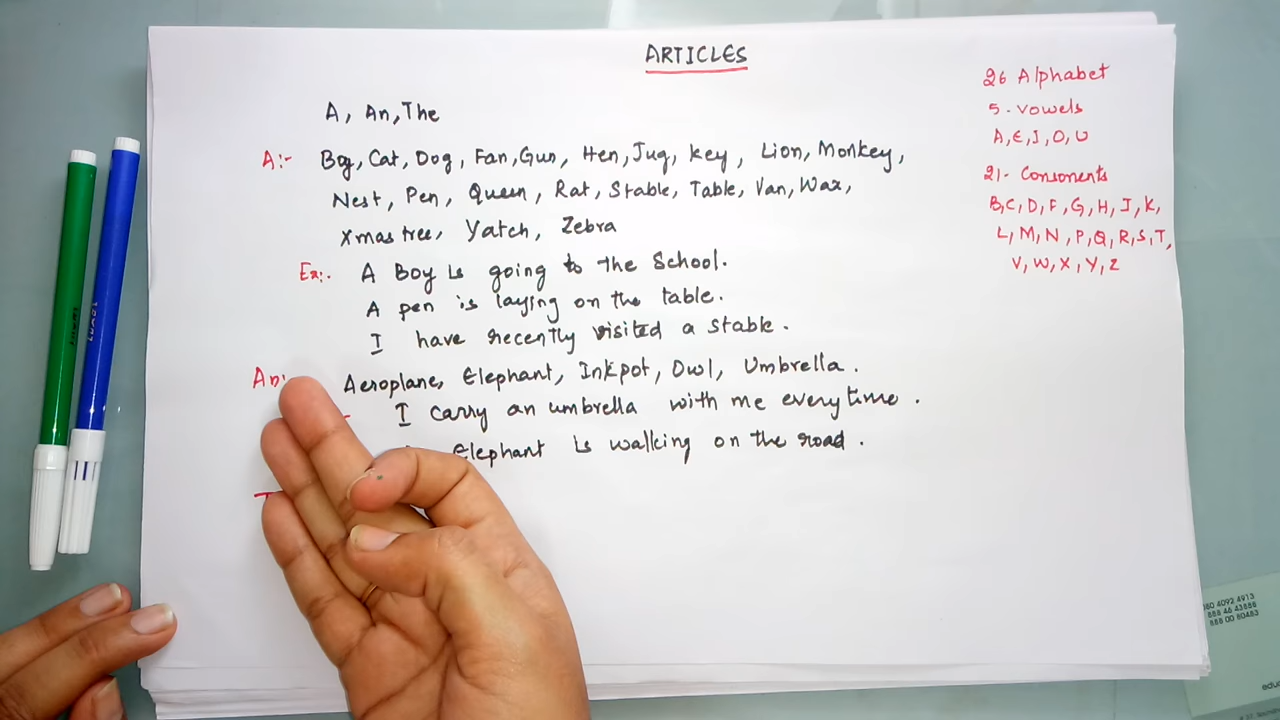 ARTICLES
A, An, The
A:- Boy, Cat, Dog, Fan, Gun, Hen, Jug, key, Lion, Monkey,
Nest, Pen, Queen, Rat, Stable, Table, Van, Wax,
Xmas tree, Yatch, Zebra
Ex:- A Boy is going to the School.
A pen is laying on the table.
I have recently visited a stable.
An:- Aeroplane, Elephant, Inkpot, Owl, Umbrella.
I carry an umbrella with me every time.
Elephant is walking on the road.
26 Alphabet
5-vowels
A, E, I, O, U
21- Consonents
B, C, D, F, G, H, J, K,
L, M, N, P, Q, R, S, T,
V, W, X, Y, Z